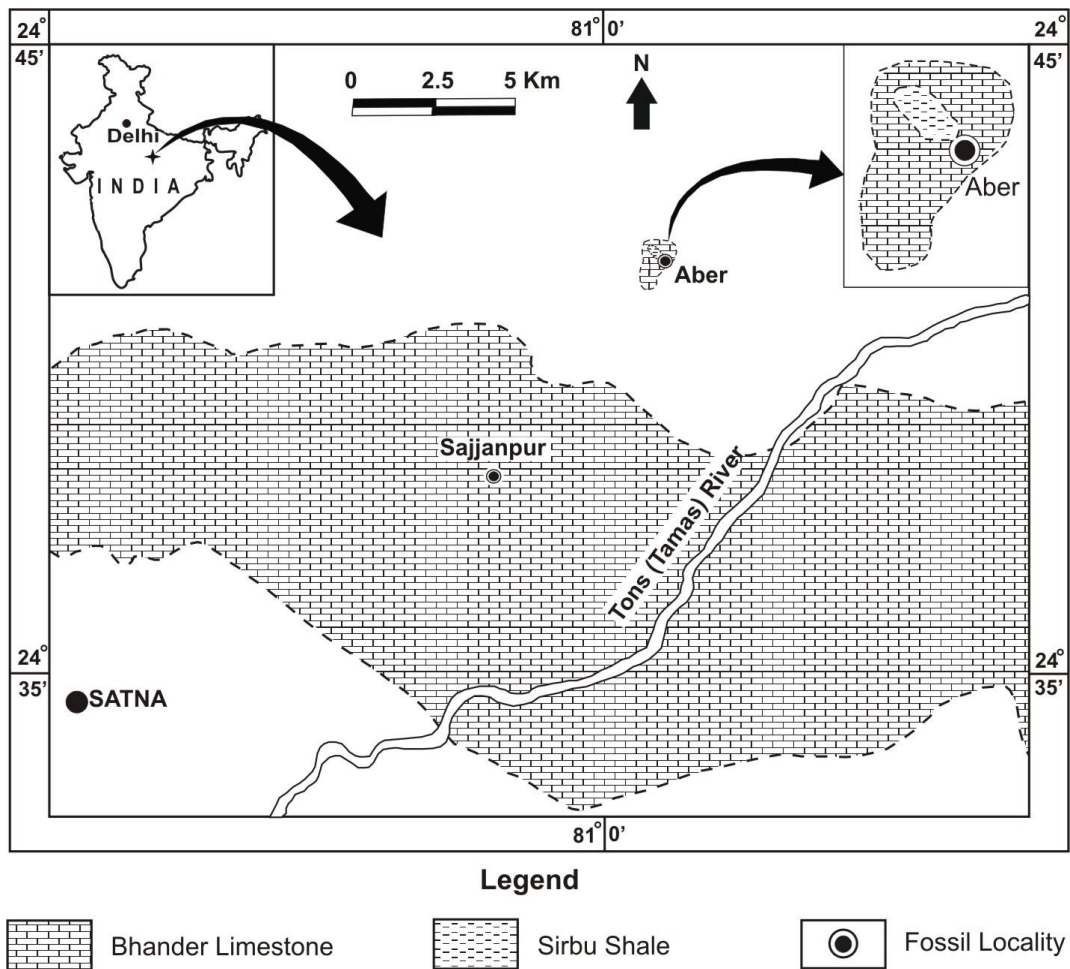 24° 81° 0' 24°
45' 45'
0 2.5 5 Km
N
Delhi
INDIA
Aber
Aber
Sajjanpur
Tons (Tamas) River
24° 24°
35' 35'
SATNA
81° 0'
Legend
Bhander Limestone Sirbu Shale Fossil Locality